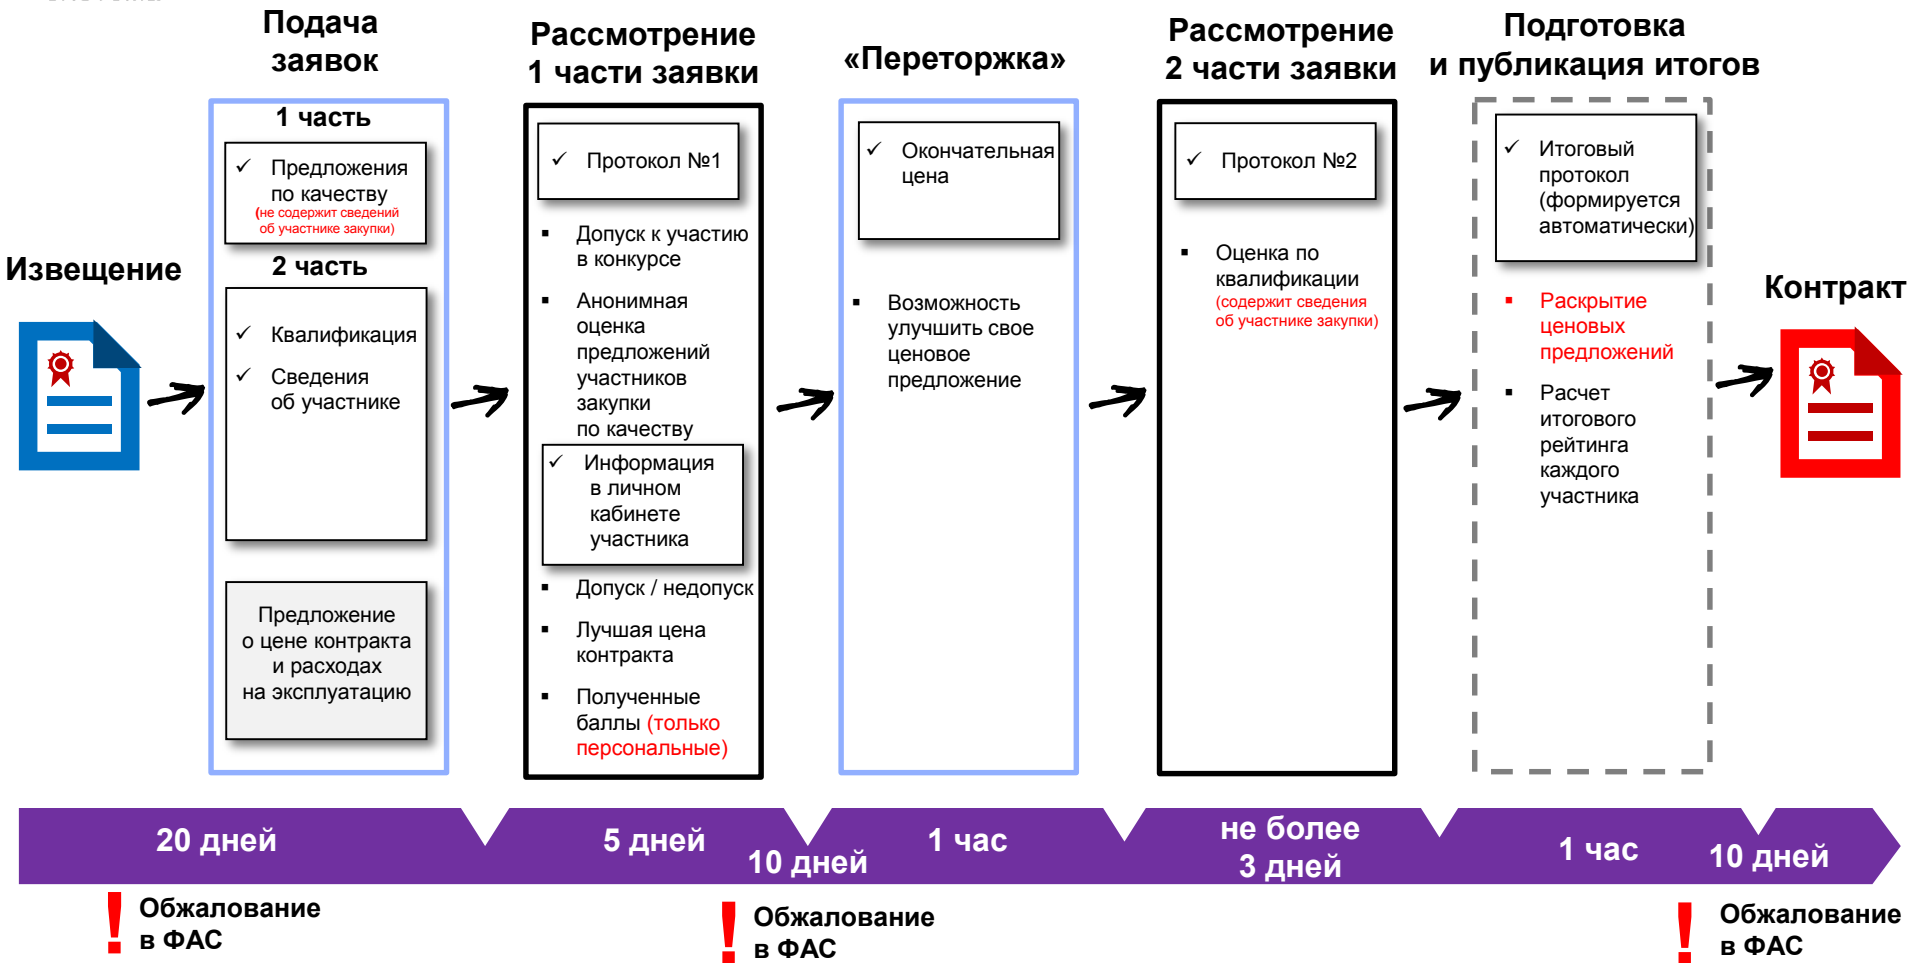 Подача
заявок
Рассмотрение
1 части заявки
«Переторжка»
Рассмотрение
2 части заявки
Подготовка
и публикация итогов
Извещение
1 часть
✓ Предложения
по качеству
(не содержит сведений
об участнике закупки)
2 часть
✓ Квалификация
✓ Сведения
об участнике
Предложение
о цене контракта
и расходах
на эксплуатацию
✓ Протокол №1
▪ Допуск к участию
в конкурсе
▪ Анонимная
оценка
предложений
участников
закупки
по качеству
✓ Информация
в личном
кабинете
участника
▪ Допуск / недопуск
▪ Лучшая цена
контракта
▪ Полученные
баллы (только
персональные)
✓ Окончательная
цена
▪ Возможность
улучшить свое
ценовое
предложение
✓ Протокол №2
▪ Оценка по
квалификации
(содержит сведения
об участнике закупки)
✓ Итоговый
протокол
(формируется
автоматически)
▪ Раскрытие
ценовых
предложений
▪ Расчет
итогового
рейтинга
каждого
участника
Контракт
20 дней
5 дней
10 дней
1 час
не более
3 дней
1 час
10 дней
! Обжалование
в ФАС
! Обжалование
в ФАС
! Обжалование
в ФАС